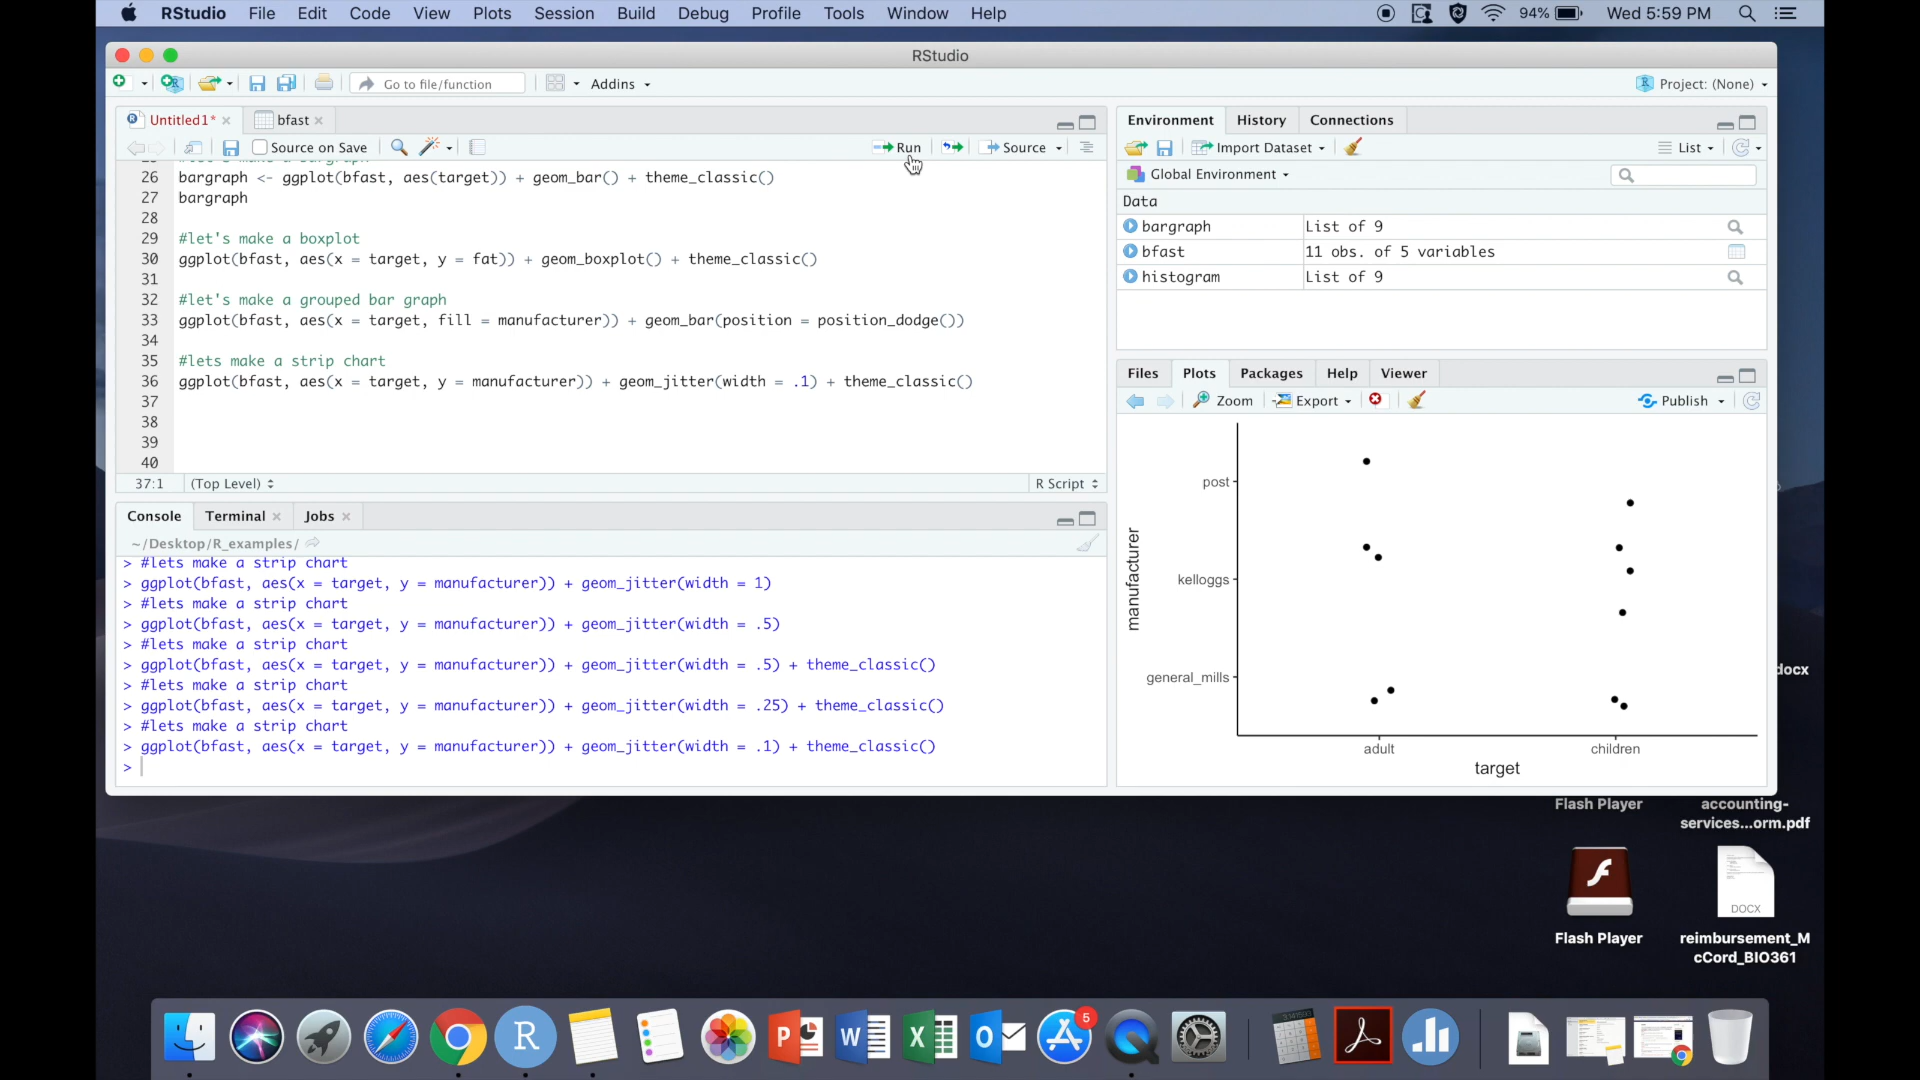 RStudio File Edit Code View Plots Session Build Debug Profile Tools Window Help 94% Wed 5:59 PM
RStudio
Go to file/function Addins Project: (None)
Untitled1* bfast
Source on Save Run Source
26 bargraph <- ggplot(bfast, aes(target)) + geom_bar() + theme_classic()
27 bargraph
28
29 #let's make a boxplot
30 ggplot(bfast, aes(x = target, y = fat)) + geom_boxplot() + theme_classic()
31
32 #let's make a grouped bar graph
33 ggplot(bfast, aes(x = target, fill = manufacturer)) + geom_bar(position = position_dodge())
34
35 #lets make a strip chart
36 ggplot(bfast, aes(x = target, y = manufacturer)) + geom_jitter(width = .1) + theme_classic()
37
38
39
40
37:1 (Top Level) R Script
Console Terminal Jobs
~/Desktop/R_examples/
> #lets make a strip chart
> ggplot(bfast, aes(x = target, y = manufacturer)) + geom_jitter(width = 1)
> #lets make a strip chart
> ggplot(bfast, aes(x = target, y = manufacturer)) + geom_jitter(width = .5)
> #lets make a strip chart
> ggplot(bfast, aes(x = target, y = manufacturer)) + geom_jitter(width = .5) + theme_classic()
> #lets make a strip chart
> ggplot(bfast, aes(x = target, y = manufacturer)) + geom_jitter(width = .25) + theme_classic()
> #lets make a strip chart
> ggplot(bfast, aes(x = target, y = manufacturer)) + geom_jitter(width = .1) + theme_classic()
>
Environment History Connections
Import Dataset List
Global Environment
Data
bargraph List of 9
bfast 11 obs. of 5 variables
histogram List of 9
Files Plots Packages Help Viewer
Zoom Export Publish
post
kelloggs
general_mills
manufacturer
adult children
target
docx
Flash Player
accounting-
services...orm.pdf
DOCX
Flash Player
reimbursement_M
cCord_BIO361
5